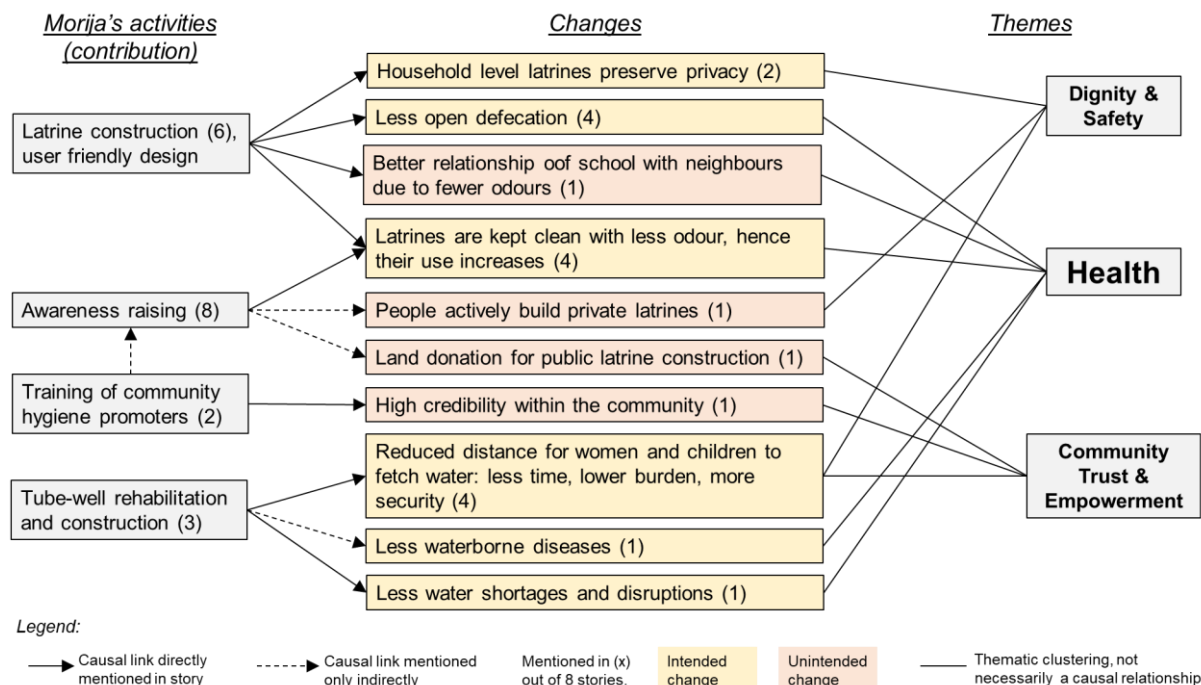 Morija's activities
(contribution)
Changes
Themes
Latrine construction (6),
user friendly design
Awareness raising (8)
Training of community
hygiene promoters (2)
Tube-well rehabilitation
and construction (3)
Household level latrines preserve privacy (2)
Less open defecation (4)
Better relationship oof school with neighbours
due to fewer odours (1)
Latrines are kept clean with less odour, hence
their use increases (4)
People actively build private latrines (1)
Land donation for public latrine construction (1)
High credibility within the community (1)
Reduced distance for women and children to
fetch water: less time, lower burden, more
security (4)
Less waterborne diseases (1)
Less water shortages and disruptions (1)
Dignity &
Safety
Health
Community
Trust &
Empowerment
Legend:
Causal link directly
mentioned in story
Causal link mentioned
only indirectly
Mentioned in (x)
out of 8 stories.
Intended
change
Unintended
change
Thematic clustering, not
necessarily a causal relationship